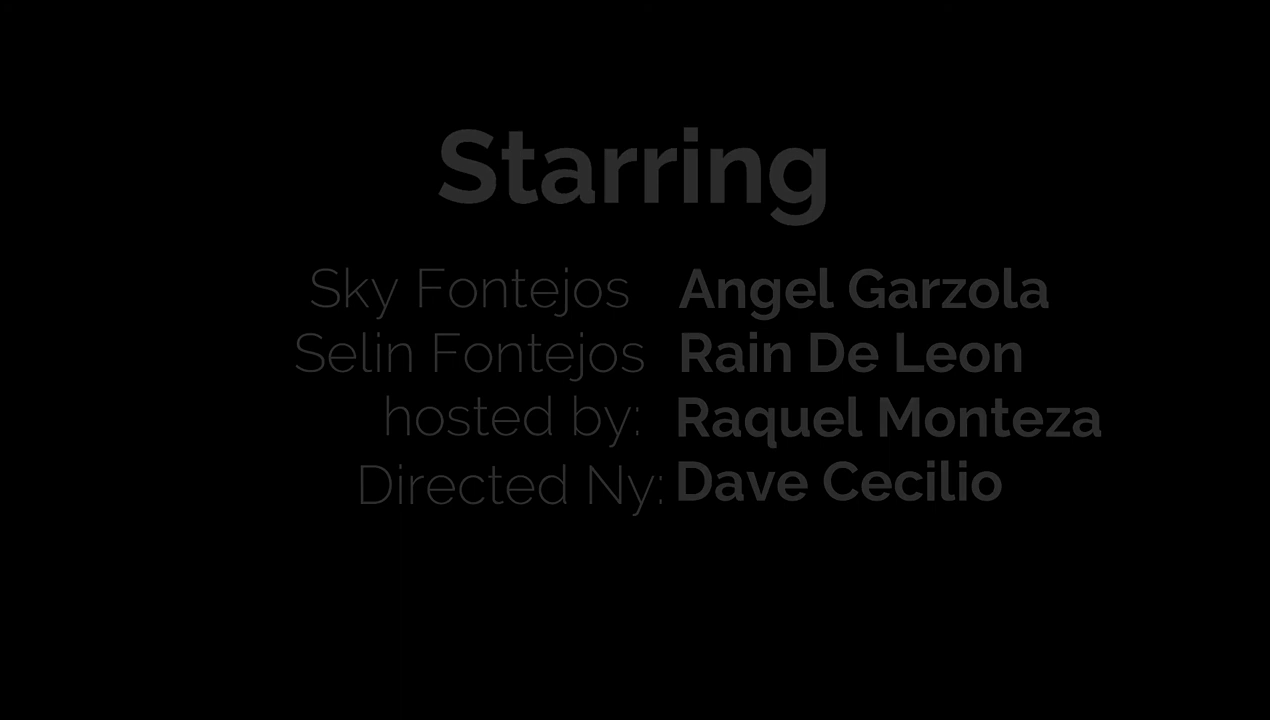 Starring
Sky Fontejos Angel Garzola
Selin Fontejos Rain De Leon
hosted by: Raquel Monteza
Directed Ny: Dave Cecilio